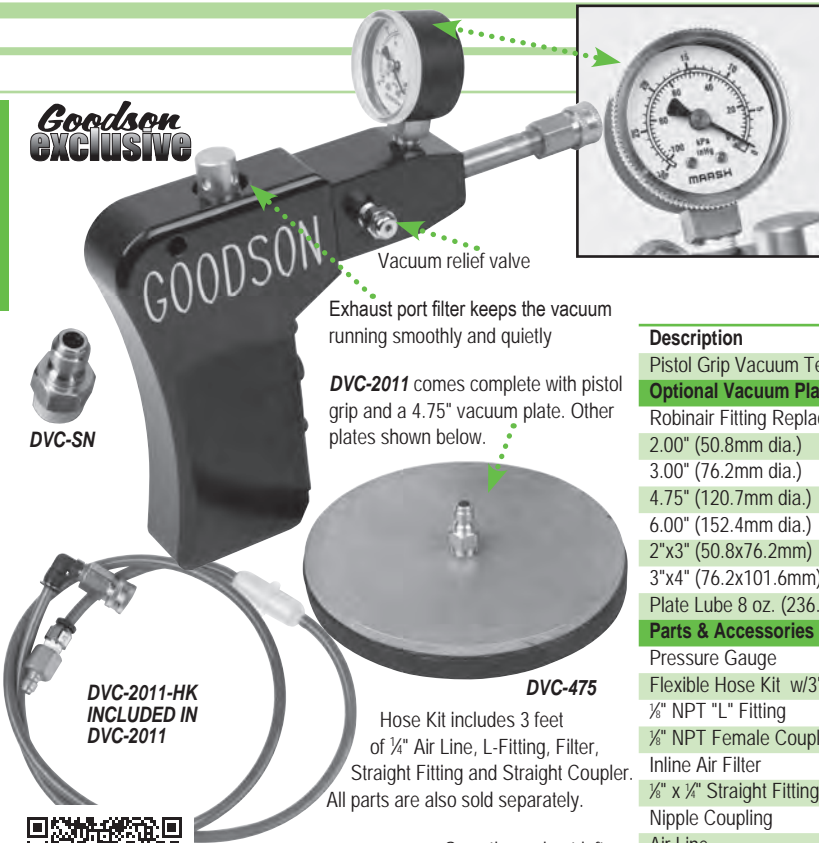 Goodson
exclusive
GOODSON
MARSH
kPa
inHg
Vacuum relief valve
Exhaust port filter keeps the vacuum
running smoothly and quietly
DVC-2011 comes complete with pistol
grip and a 4.75" vacuum plate. Other
plates shown below.
DVC-SN
DVC-475
DVC-2011-HK
INCLUDED IN
DVC-2011
Hose Kit includes 3 feet
of ¼" Air Line, L-Fitting, Filter,
Straight Fitting and Straight Coupler.
All parts are also sold separately.
Description
Pistol Grip Vacuum Te
Optional Vacuum Pla
Robinair Fitting Replac
2.00" (50.8mm dia.)
3.00" (76.2mm dia.)
4.75" (120.7mm dia.)
6.00" (152.4mm dia.)
2"x3" (50.8x76.2mm)
3"x4" (76.2x101.6mm)
Plate Lube 8 oz. (236.
Parts & Accessories
Pressure Gauge
Flexible Hose Kit w/3'
⅛" NPT "L" Fitting
⅛" NPT Female Coupl
Inline Air Filter
⅛" x ¼" Straight Fitting
Nipple Coupling
Air Line